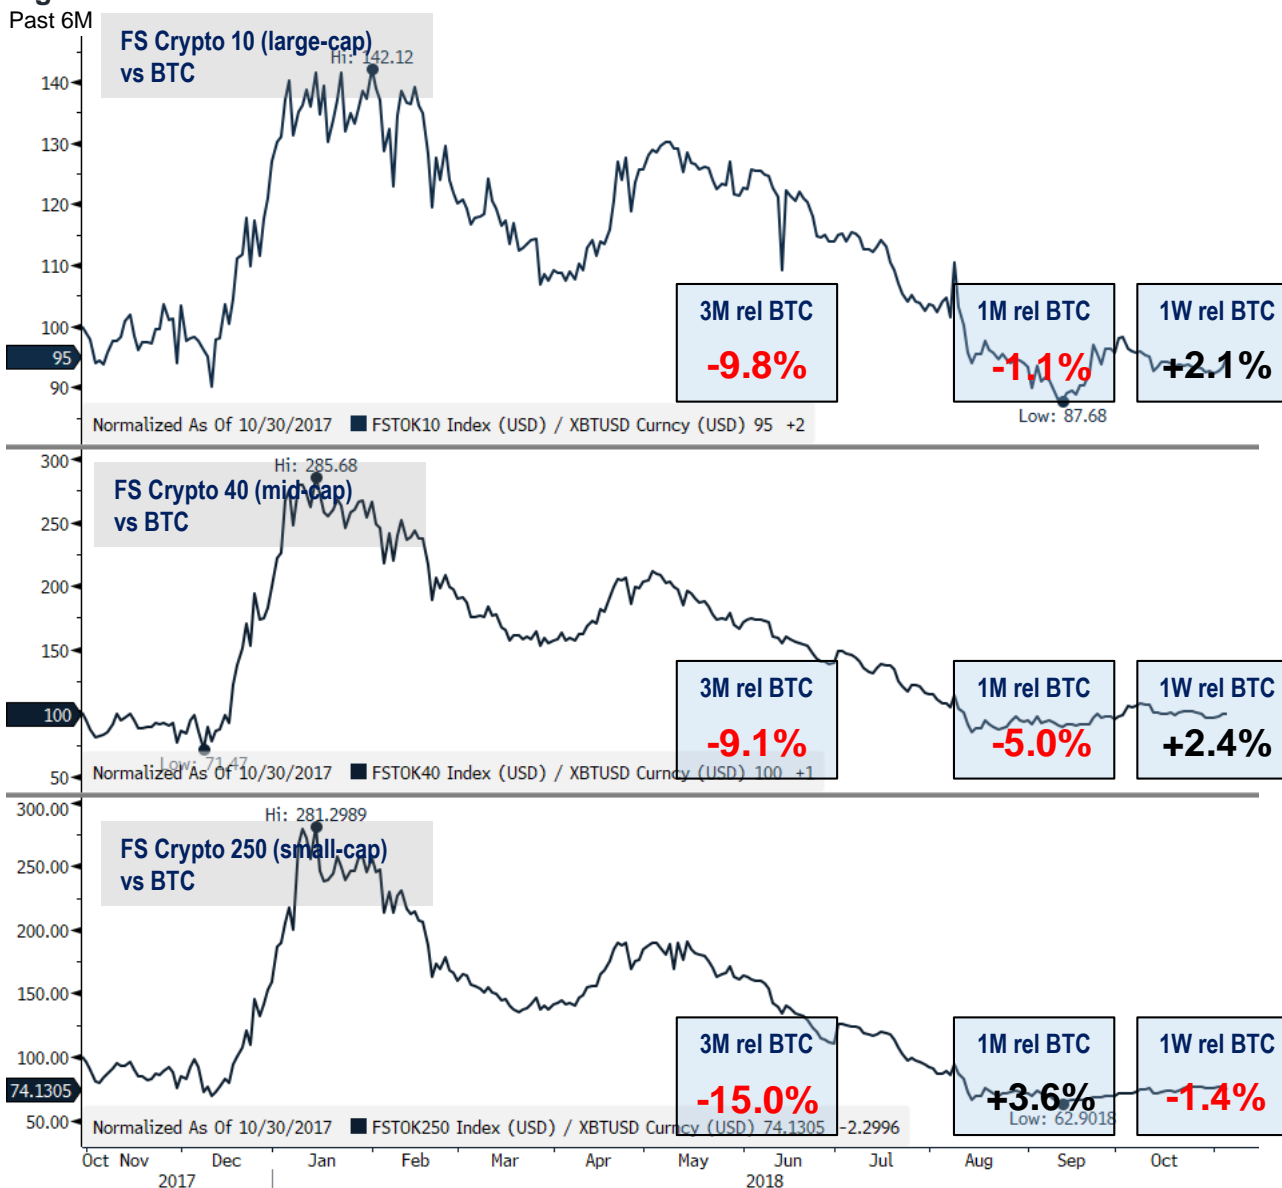 Past 6M
FS Crypto 10 (large-cap)
vs BTC
Hi: 142.12
140
130
120
110
100
95
90
3M rel BTC
-9.8%
1M rel BTC
-1.1%
1W rel BTC
+2.1%
Low: 87.68
Normalized As Of 10/30/2017 FSTOK10 Index (USD) / XBTUSD Curncy (USD) 95 +2
300
Hi: 285.68
FS Crypto 40 (mid-cap)
vs BTC
250
200
150
100
50
3M rel BTC
-9.1%
1M rel BTC
-5.0%
1W rel BTC
+2.4%
Low: 71.47
Normalized As Of 10/30/2017 FSTOK40 Index (USD) / XBTUSD Curncy (USD) 100 +1
300.00
Hi: 281.2989
FS Crypto 250 (small-cap)
vs BTC
250.00
200.00
150.00
100.00
74.1305
50.00
3M rel BTC
-15.0%
1M rel BTC
+3.6%
1W rel BTC
-1.4%
Low: 62.9018
Normalized As Of 10/30/2017 FSTOK250 Index (USD) / XBTUSD Curncy (USD) 74.1305 -2.2996
Oct Nov Dec Jan Feb Mar Apr May Jun Jul Aug Sep Oct
2017 2018